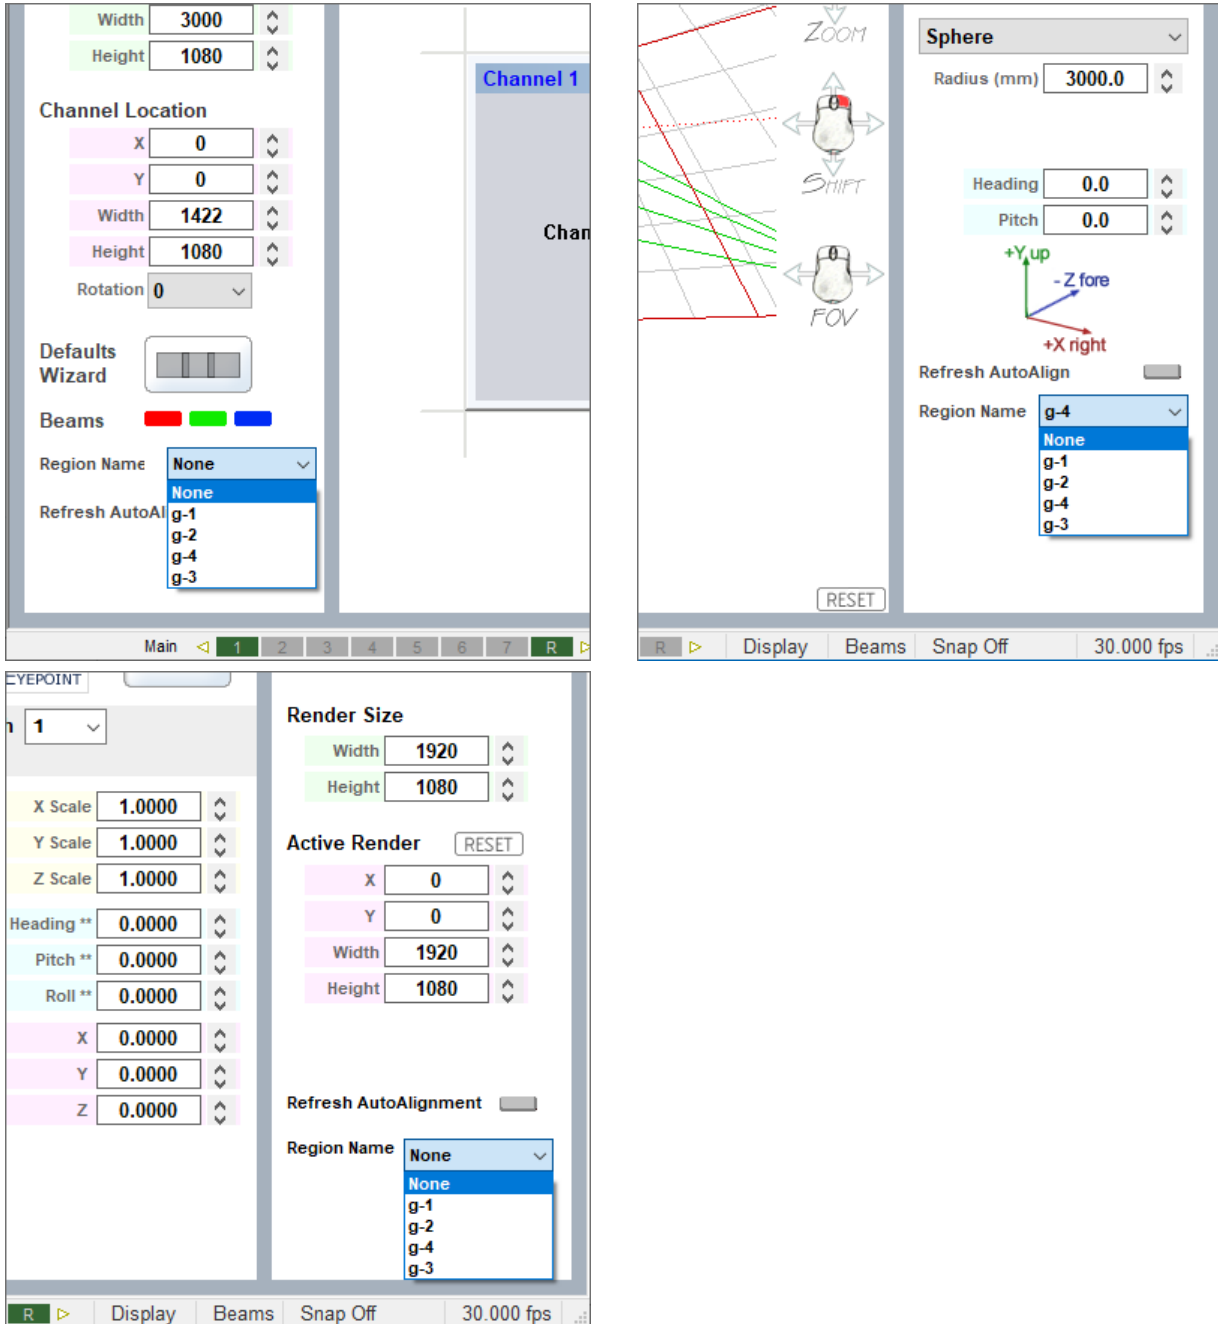 Width 3000
Height 1080
Channel Location
X 0
Y 0
Width 1422
Height 1080
Rotation 0
Defaults
Wizard
Beams
Region Name None
None
Refresh AutoAl g-1
g-2
g-4
g-3
Channel 1
Chan
Main 1 2 3 4 5 6 7 R
ZOOM
SHIFT
FOV
RESET
Sphere
Radius (mm) 3000.0
Heading 0.0
Pitch 0.0
+Y up
- Z fore
+X right
Refresh AutoAlign
Region Name g-4
None
g-1
g-2
g-4
g-3
R Display Beams Snap Off 30.000 fps
EYEPOINT
1
X Scale 1.0000
Y Scale 1.0000
Z Scale 1.0000
Heading ** 0.0000
Pitch ** 0.0000
Roll ** 0.0000
X 0.0000
Y 0.0000
Z 0.0000
Render Size
Width 1920
Height 1080
Active Render RESET
X 0
Y 0
Width 1920
Height 1080
Refresh AutoAlignment
Region Name None
None
g-1
g-2
g-4
g-3
R Display Beams Snap Off 30.000 fps